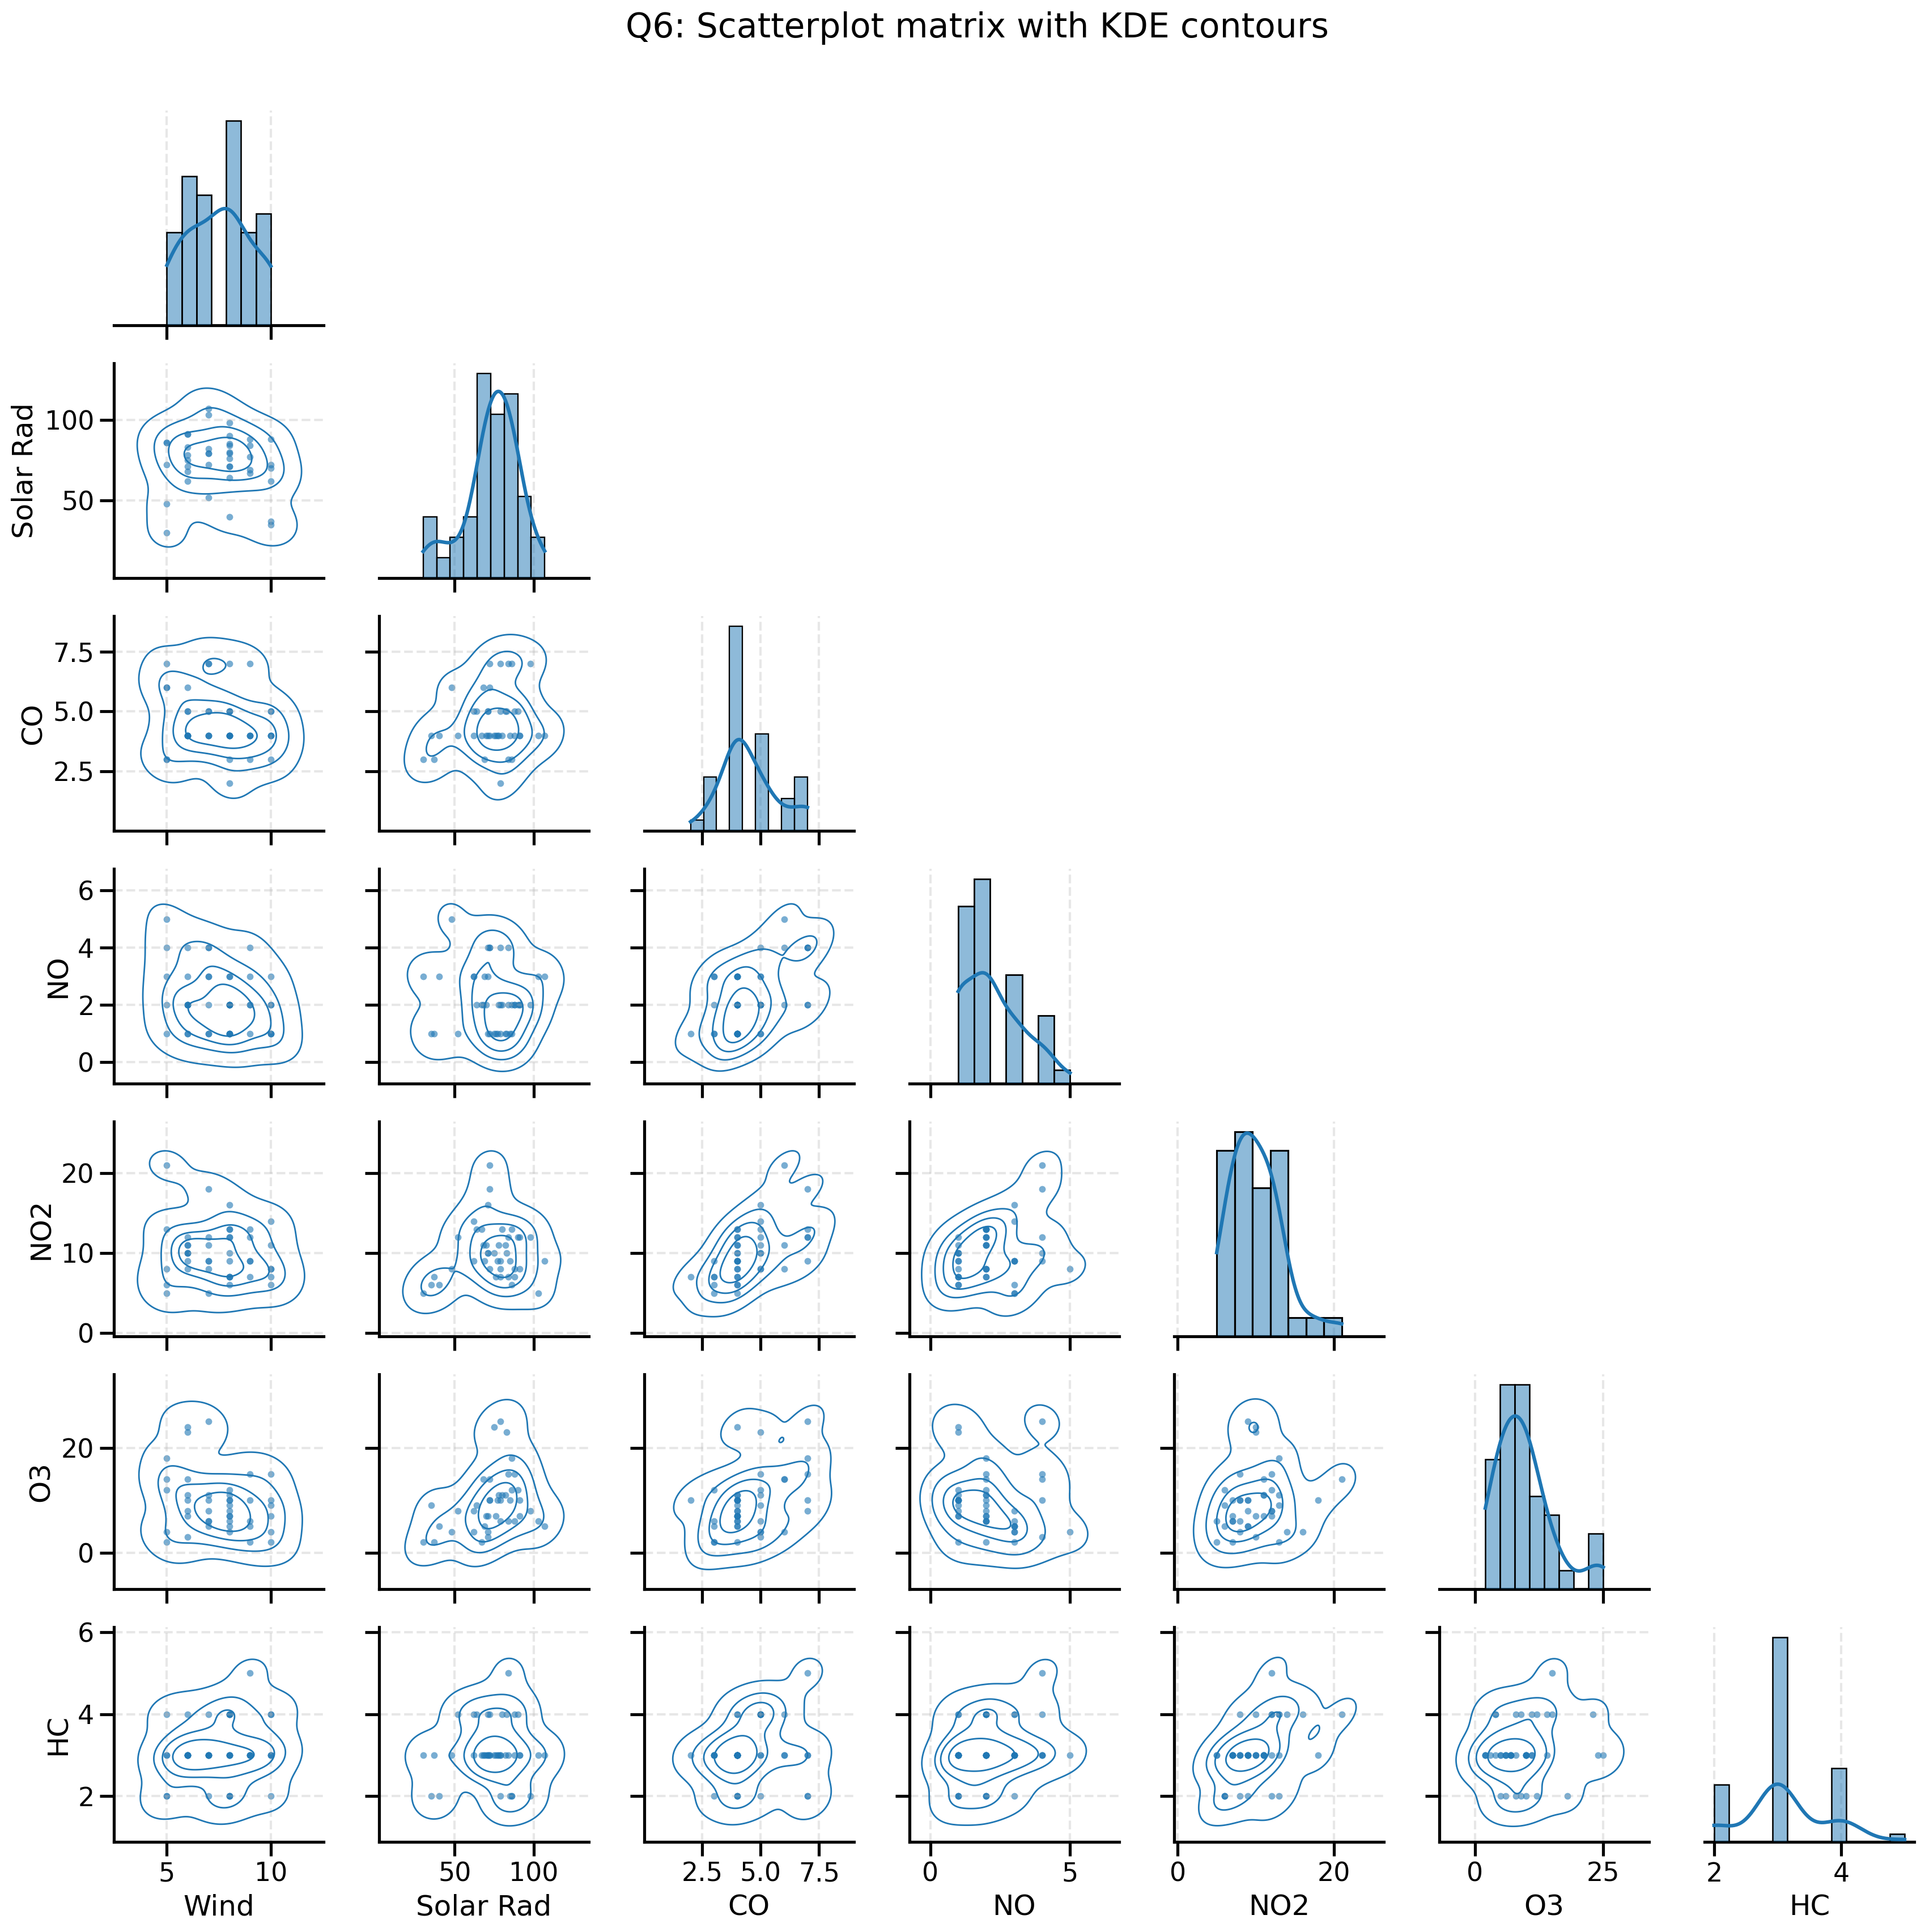 Q6: Scatterplot matrix with KDE contours
Solar Rad
100
50
CO
7.5
5.0
2.5
NO
6
4
2
0
NO2
20
10
0
O3
20
0
HC
6
4
2
5 10 50 100 2.5 5.0 7.5 0 5 0 20 0 25 2 4
Wind Solar Rad CO NO NO2 O3 HC